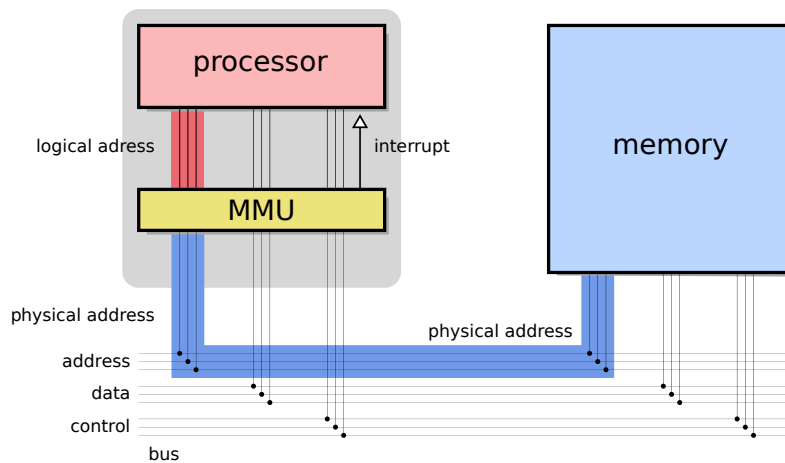 processor
memory
logical adress
interrupt
MMU
physical address
physical address
address
data
control
bus